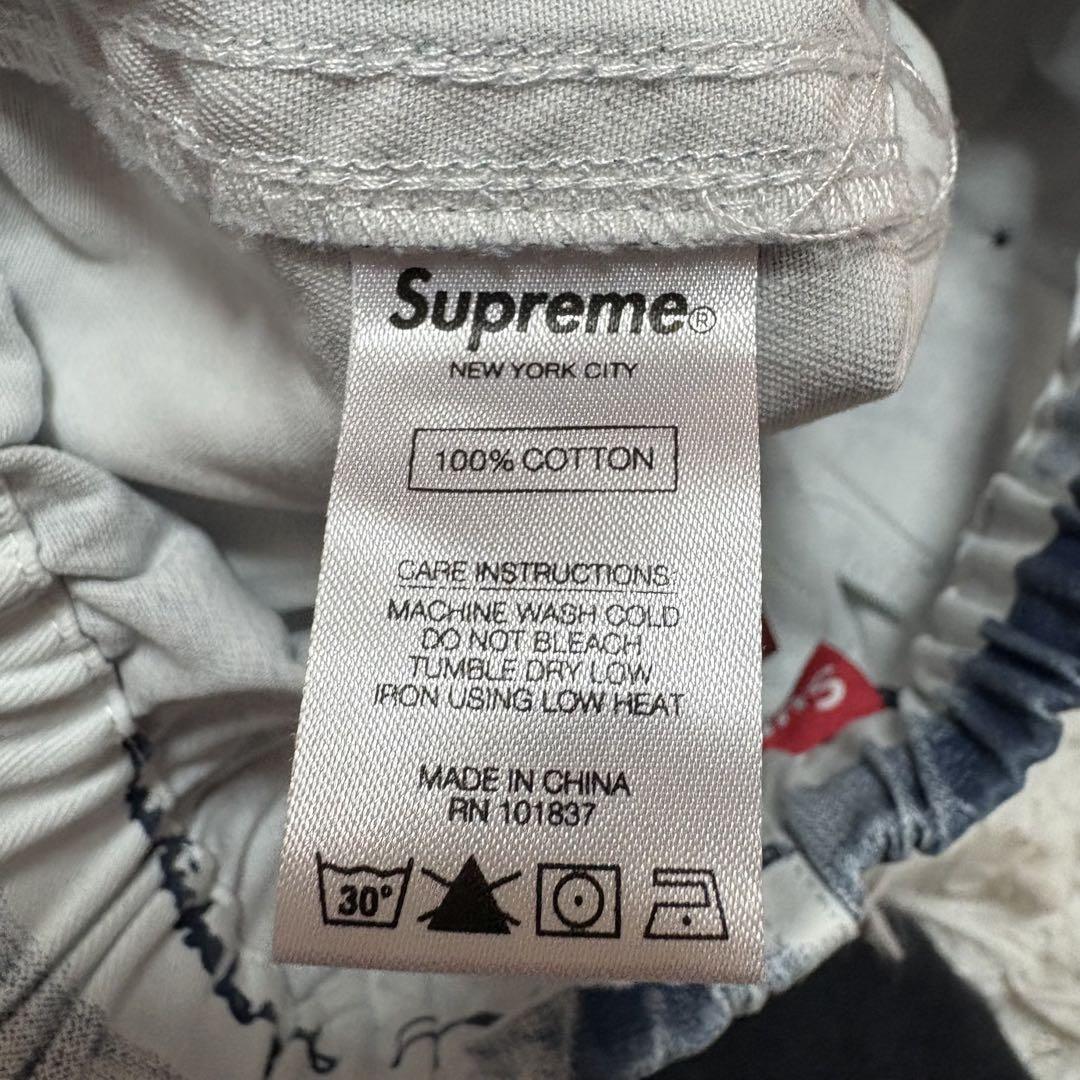 Supreme®
NEW YORK CITY
100% COTTON
CARE INSTRUCTIONS:
MACHINE WASH COLD
DO NOT BLEACH
TUMBLE DRY LOW
IRON USING LOW HEAT
MADE IN CHINA
RN 101837
30°